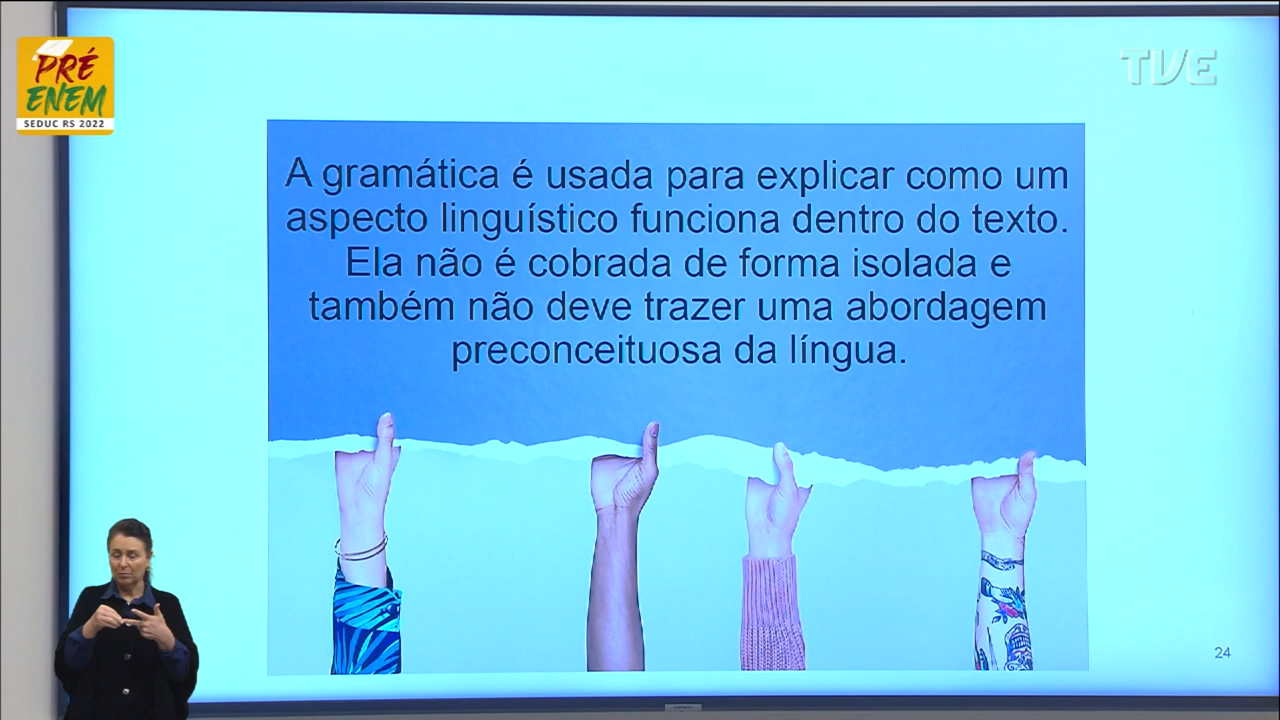 PRÉ
ENEM
SEDUC RS 2022
TVE
A gramática é usada para explicar como um
aspecto linguístico funciona dentro do texto.
Ela não é cobrada de forma isolada e
também não deve trazer uma abordagem
preconceituosa da língua.
24